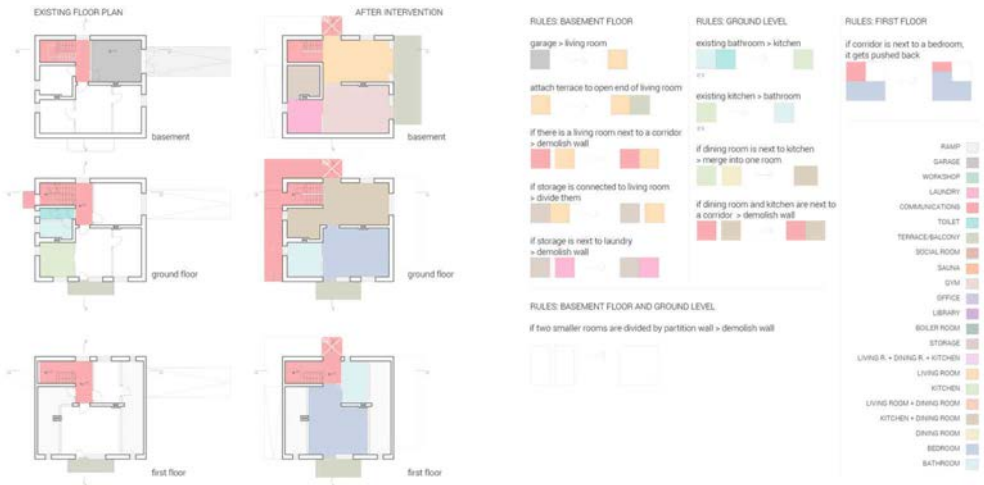 EXISTING FLOOR PLAN
AFTER INTERVENTION
basement
basement
ground floor
ground floor
first floor
first floor
RULES: BASEMENT FLOOR
garage > living room
attach terrace to open end of living room
if there is a living room next to a corridor
> demolish wall
if storage is connected to living room
> divide them
if storage is next to laundry
> demolish wall
RULES: GROUND LEVEL
existing bathroom > kitchen
existing kitchen > bathroom
if dining room is next to kitchen
> merge into one room
if dining room and kitchen are next to
a corridor > demolish wall
RULES: BASEMENT FLOOR AND GROUND LEVEL
if two smaller rooms are divided by partition wall > demolish wall
RULES: FIRST FLOOR
if corridor is next to a bedroom,
it gets pushed back
RAMP
GARAGE
WORKSHOP
LAUNDRY
COMMUNICATIONS
TOILET
TERRACE/BALCONY
SOCIAL ROOM
SAUNA
GYM
OFFICE
LIBRARY
BOILER ROOM
STORAGE
LIVING R. + DINING R. + KITCHEN
LIVING ROOM
KITCHEN
LIVING ROOM + DINING ROOM
KITCHEN + DINING ROOM
DINING ROOM
BEDROOM
BATHROOM